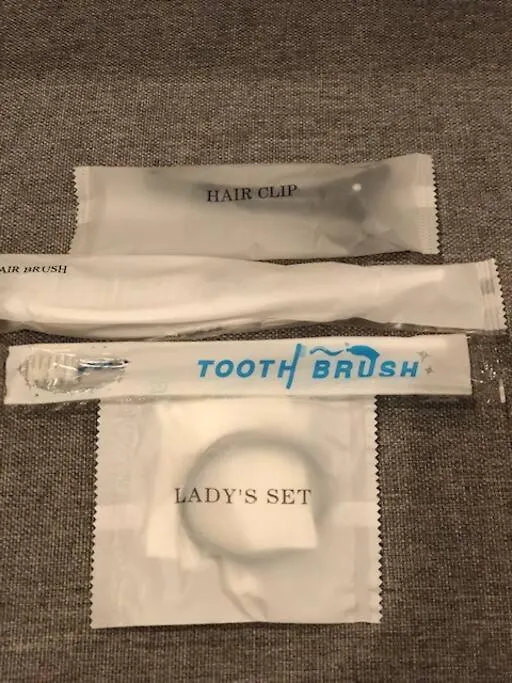 HAIR CLIP
AIR BRUSH
TOOTH BRUSH
LADY'S SET